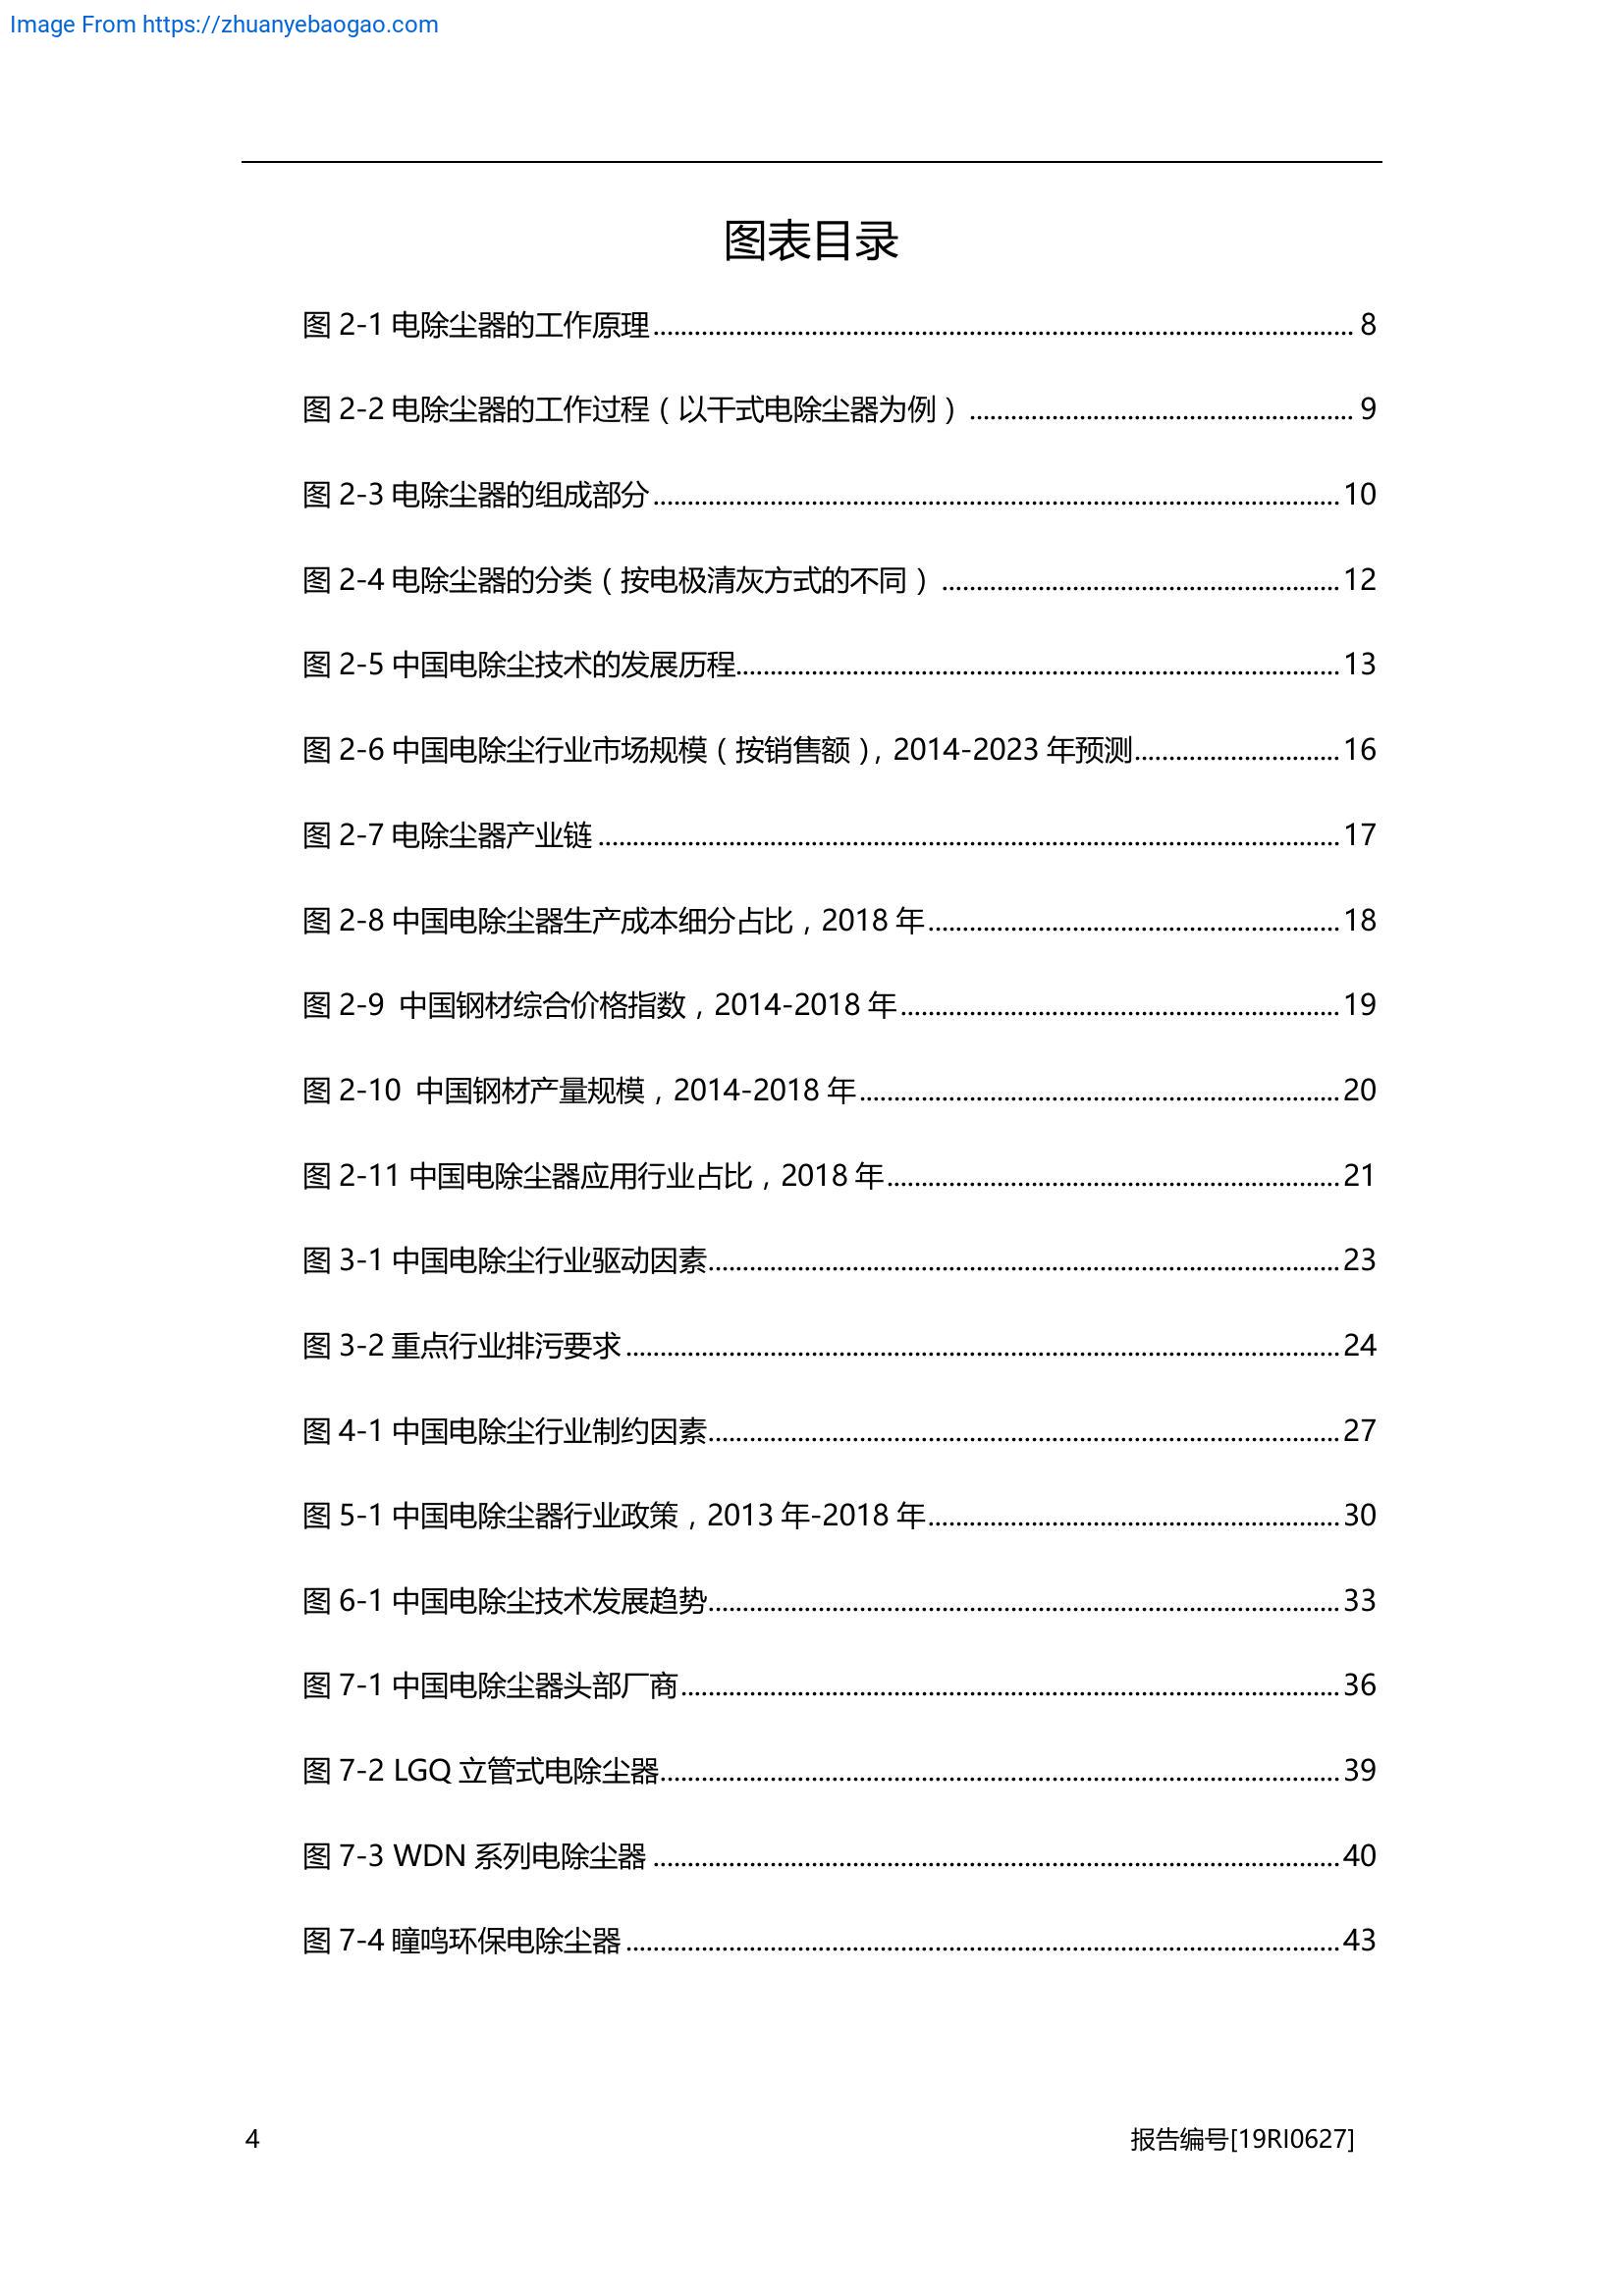 Image From https://zhuanyebaogao.com
图表目录
图 2-1 电除尘器的工作原理........................................ 8
图 2-2 电除尘器的工作过程（以干式电除尘器为例）........................................ 9
图 2-3 电除尘器的组成部分........................................ 10
图 2-4 电除尘器的分类（按电极清灰方式的不同）........................................ 12
图 2-5 中国电除尘技术的发展历程........................................ 13
图 2-6 中国电除尘行业市场规模（按销售额），2014-2023 年预测........................................ 16
图 2-7 电除尘器产业链........................................ 17
图 2-8 中国电除尘器生产成本细分占比，2018 年........................................ 18
图 2-9 中国钢材综合价格指数，2014-2018 年........................................ 19
图 2-10 中国钢材产量规模，2014-2018 年........................................ 20
图 2-11 中国电除尘器应用行业占比，2018 年........................................ 21
图 3-1 中国电除尘行业驱动因素........................................ 23
图 3-2 重点行业排污要求........................................ 24
图 4-1 中国电除尘行业制约因素........................................ 27
图 5-1 中国电除尘器行业政策，2013 年-2018 年........................................ 30
图 6-1 中国电除尘技术发展趋势........................................ 33
图 7-1 中国电除尘器头部厂商........................................ 36
图 7-2 LGQ 立管式电除尘器........................................ 39
图 7-3 WDN 系列电除尘器........................................ 40
图 7-4 瞳鸣环保电除尘器........................................ 43
4 报告编号[19RI0627]